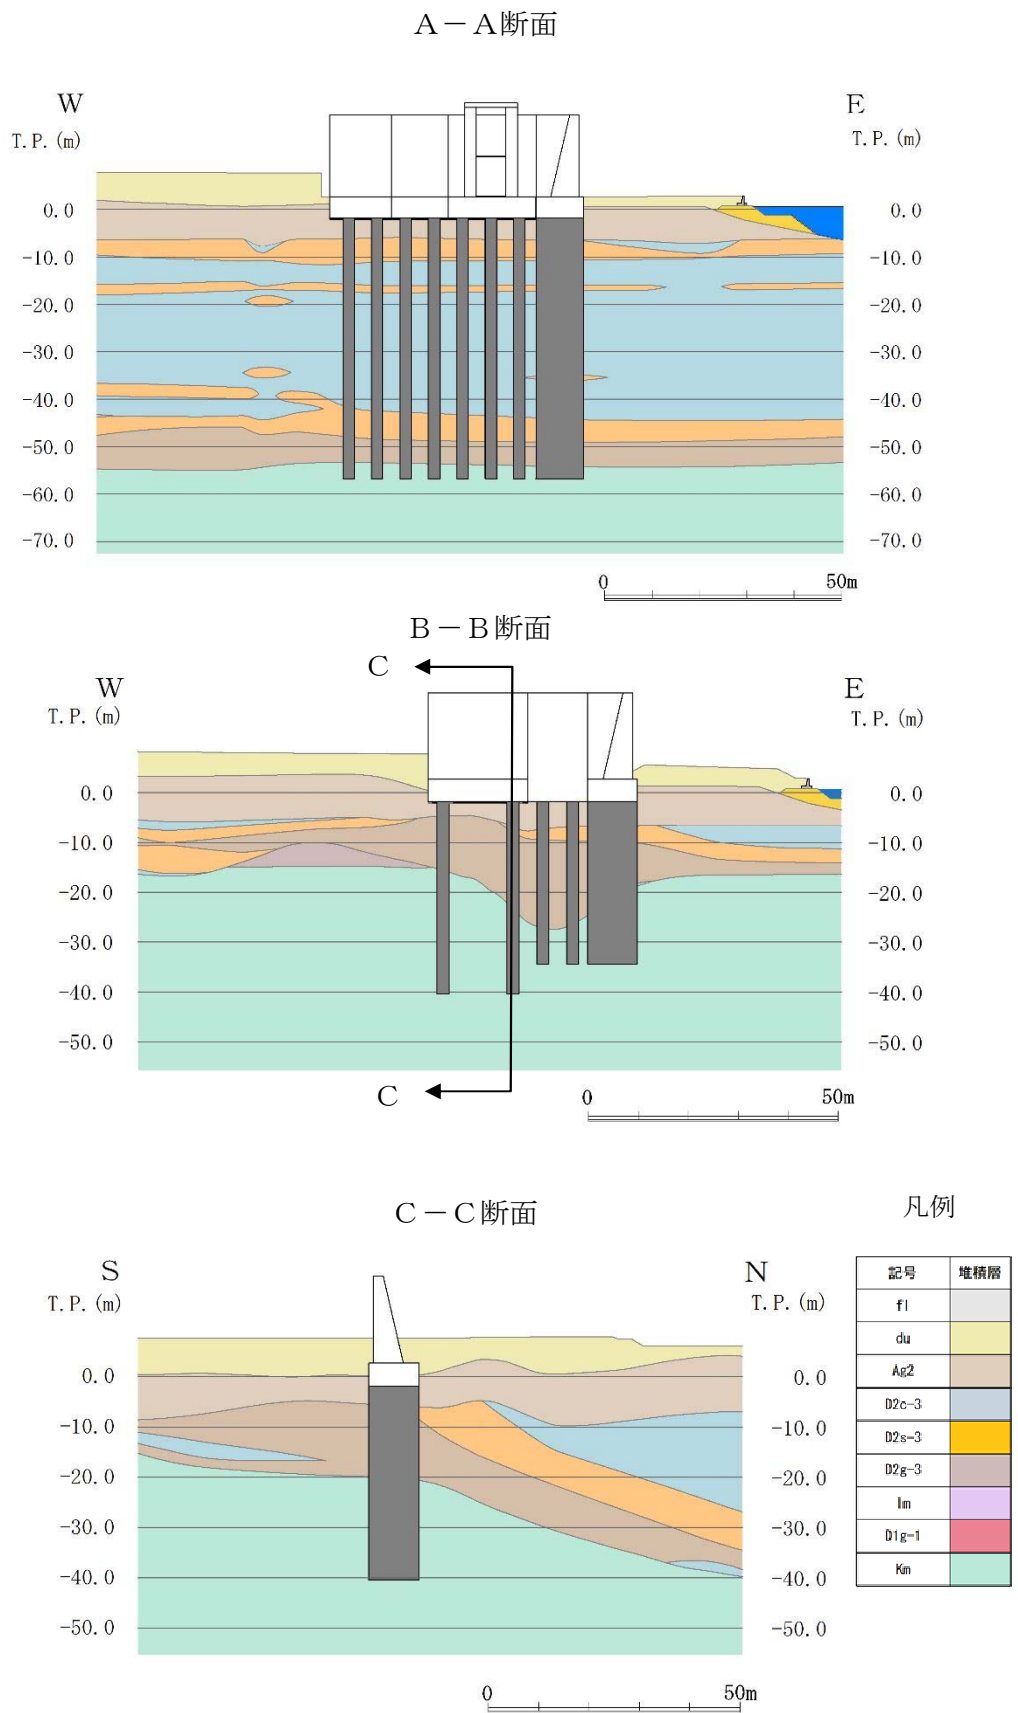 A－A断面
W
E
T.P.(m)
T.P.(m)
0.0
0.0
-10.0
-10.0
-20.0
-20.0
-30.0
-30.0
-40.0
-40.0
-50.0
-50.0
-60.0
-60.0
-70.0
-70.0
0
50m
B－B断面
C
W
E
T.P.(m)
T.P.(m)
0.0
0.0
-10.0
-10.0
-20.0
-20.0
-30.0
-30.0
-40.0
-40.0
-50.0
-50.0
C
0
50m
C－C断面
凡例
S
N
T.P.(m)
T.P.(m)
0.0
0.0
-10.0
-10.0
-20.0
-20.0
-30.0
-30.0
-40.0
-40.0
-50.0
-50.0
0
50m
記号 堆積層
fl
du
Ag2
D2c-3
D2s-3
D2g-3
lm
D1g-1
Km